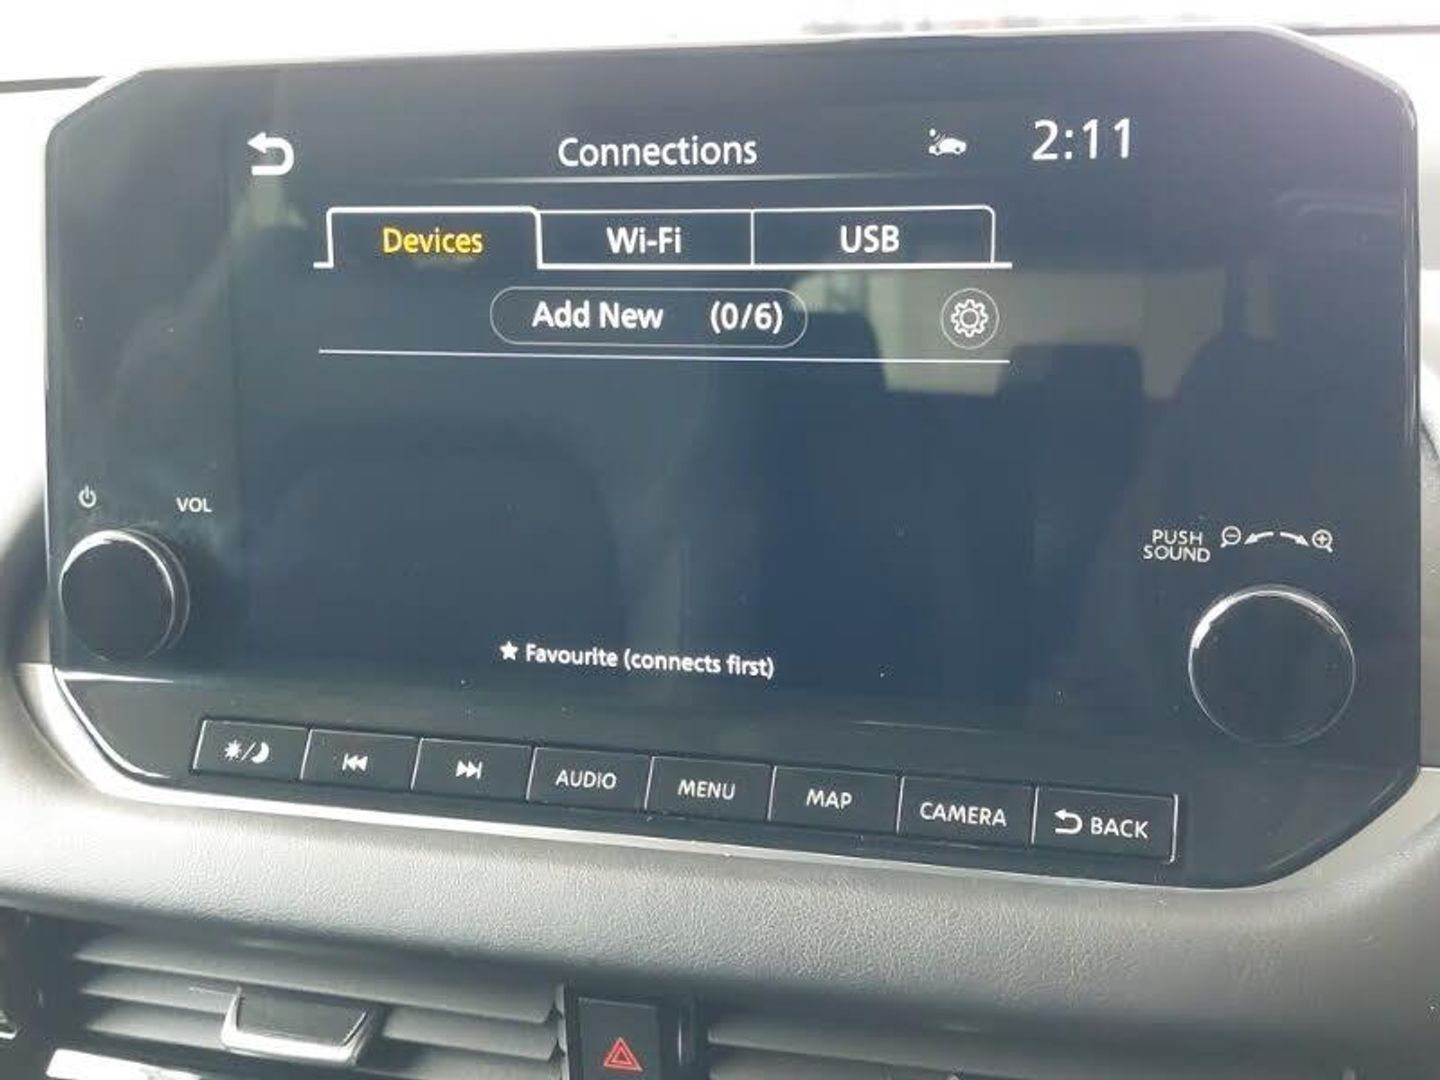 Connections
2:11
Devices
Wi-Fi
USB
Add New (0/6)
★ Favourite (connects first)
VOL
PUSH
SOUND
AUDIO
MENU
MAP
CAMERA
BACK